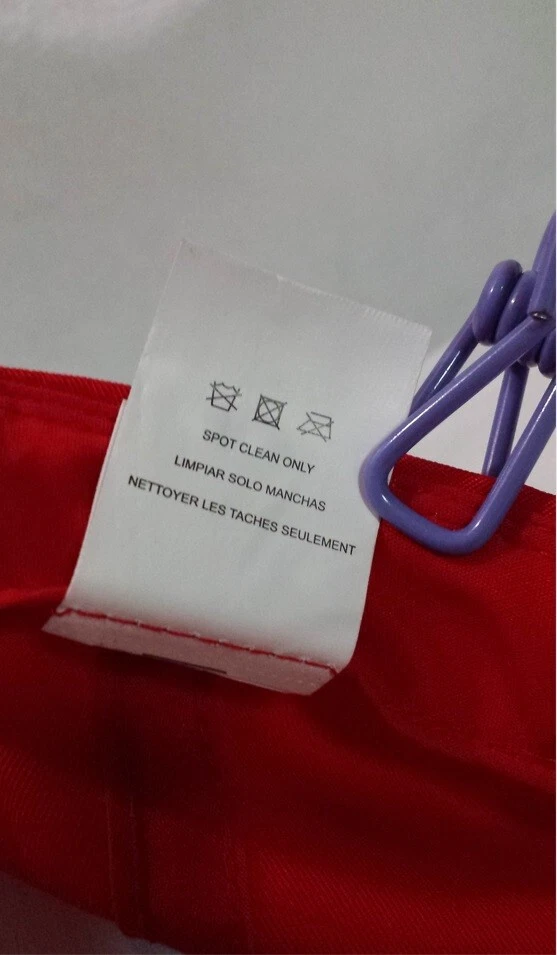 SPOT CLEAN ONLY
LIMPIAR SOLO MANCHAS
NETTOYER LES TACHES SEULEMENT